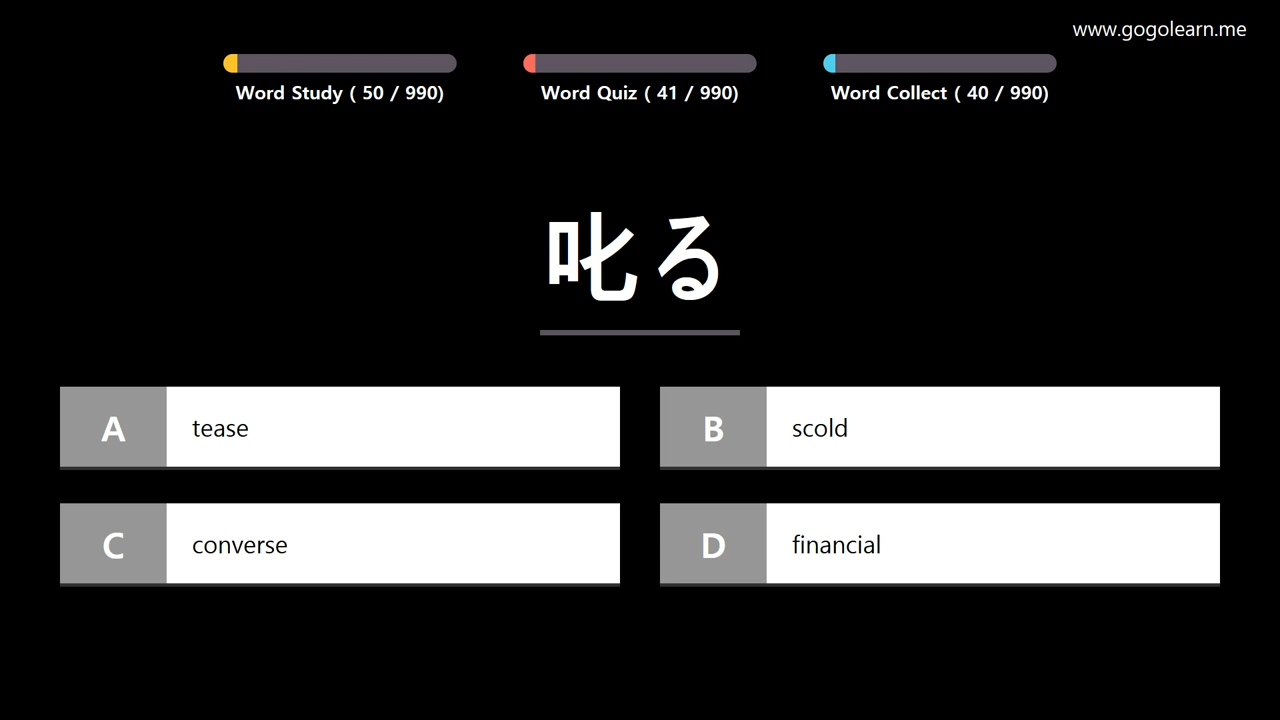 www.gogolearn.me
Word Study ( 50 / 990)
Word Quiz ( 41 / 990)
Word Collect ( 40 / 990)
叱る
A tease
B scold
C converse
D financial